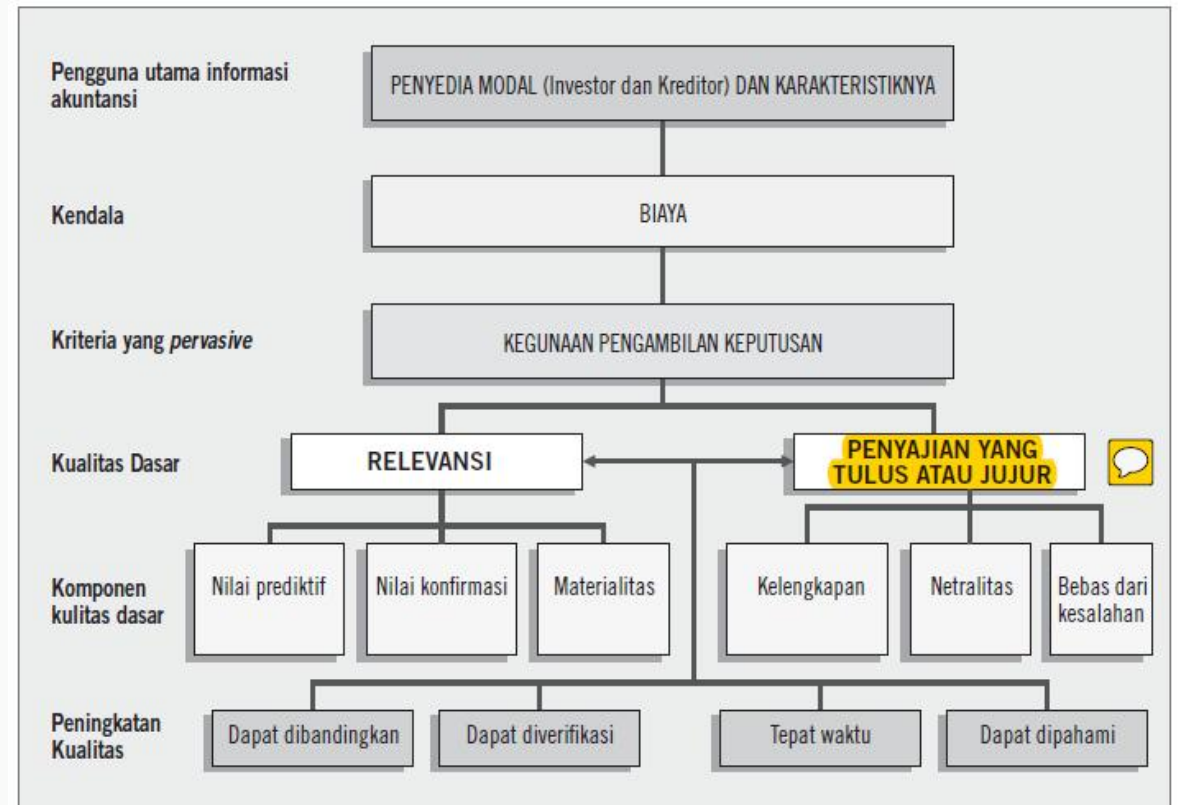 Pengguna utama informasi
akuntansi
PENYEDIA MODAL (Investor dan Kreditor) DAN KARAKTERISTIKNYA
Kendala
BIAYA
Kriteria yang pervasive
KEGUNAAN PENGAMBILAN KEPUTUSAN
Kualitas Dasar
RELEVANSI
PENYAJIAN YANG
TULUS ATAU JUJUR
Komponen
kulitas dasar
Nilai prediktif
Nilai konfirmasi
Materialitas
Kelengkapan
Netralitas
Bebas dari
kesalahan
Peningkatan
Kualitas
Dapat dibandingkan
Dapat diverifikasi
Tepat waktu
Dapat dipahami